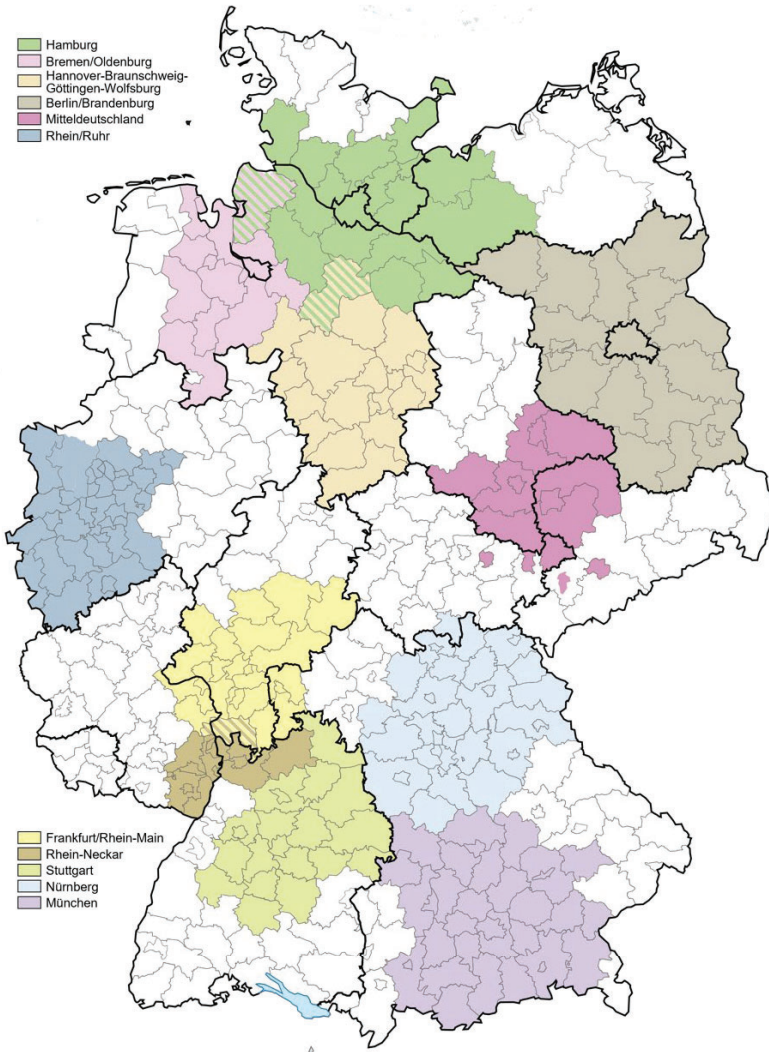 Hamburg
Bremen/Oldenburg
Hannover-Braunschweig-
Göttingen-Wolfsburg
Berlin/Brandenburg
Mitteldeutschland
Rhein/Ruhr
Frankfurt/Rhein-Main
Rhein-Neckar
Stuttgart
Nürnberg
München